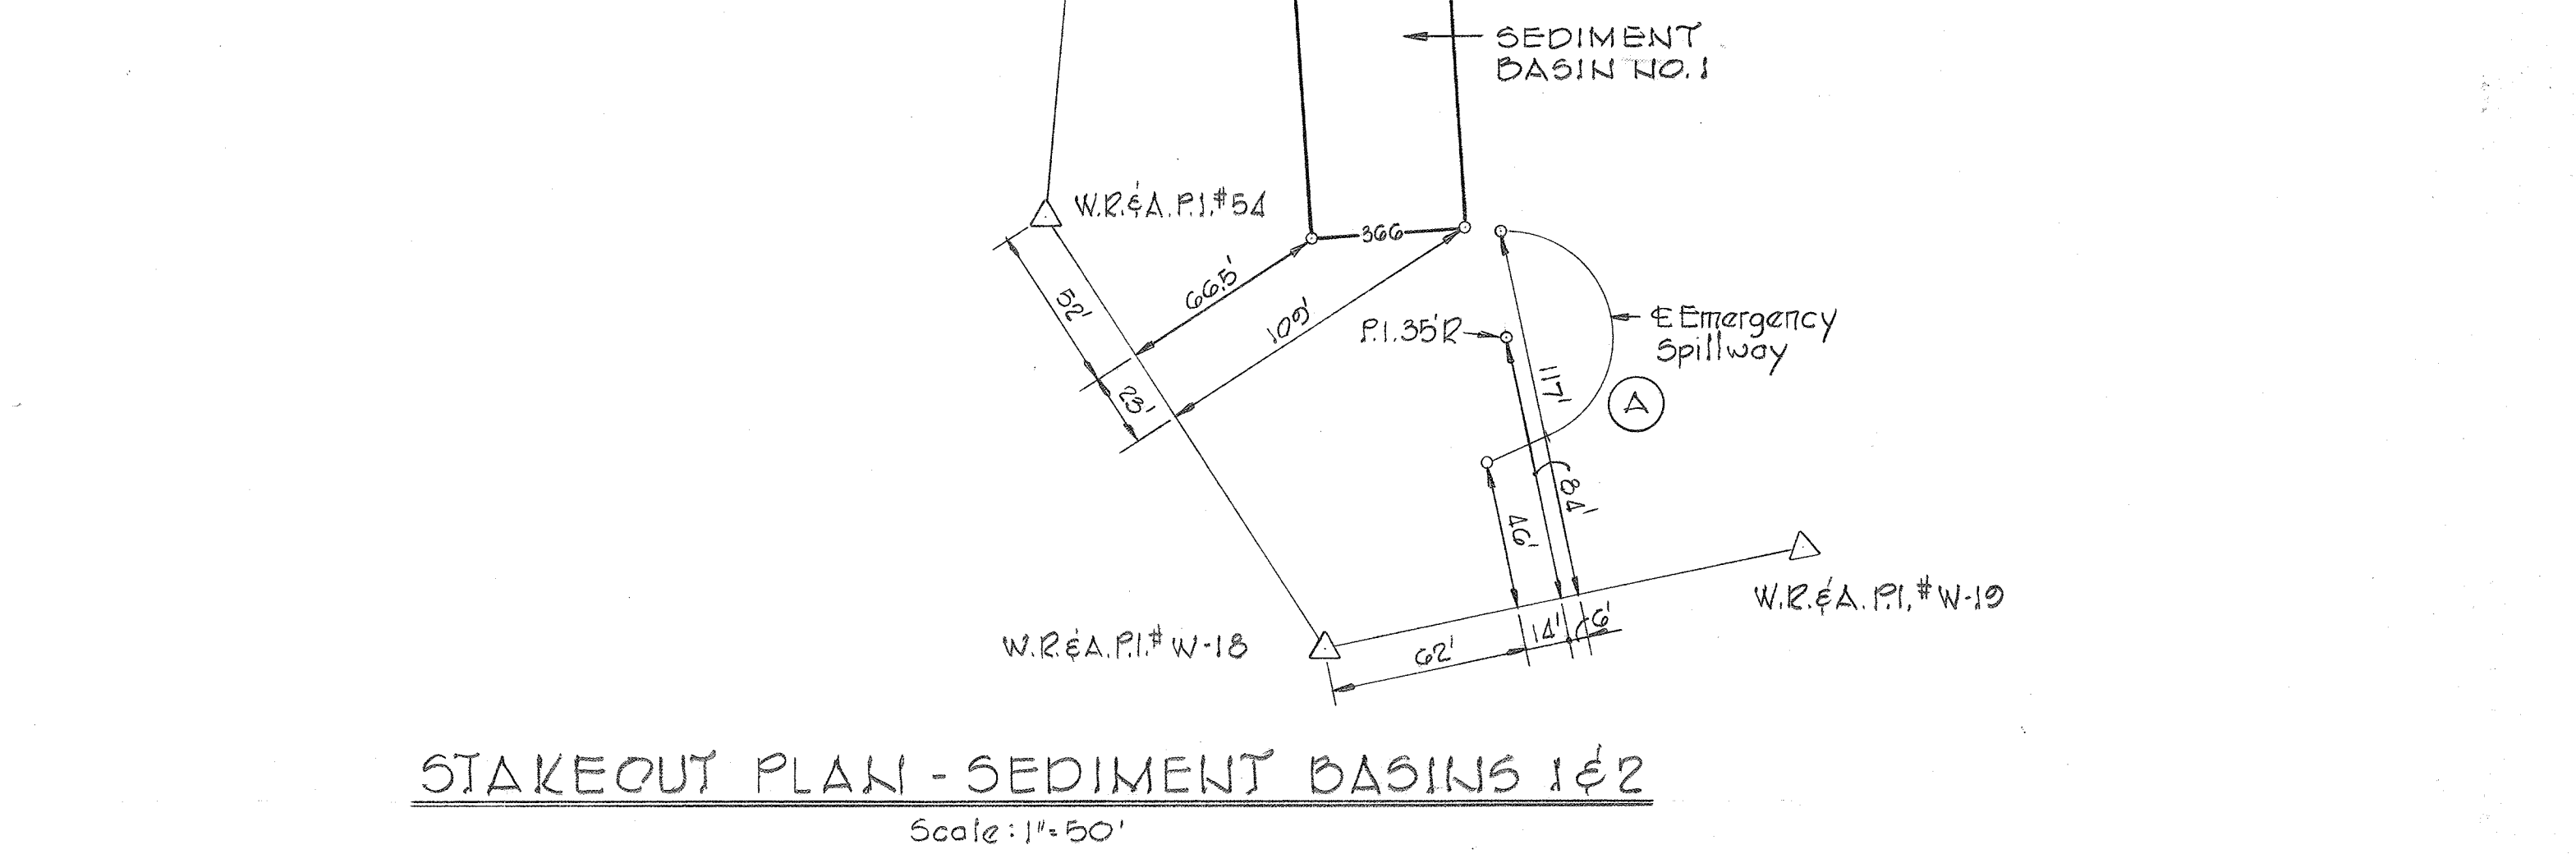 SEDIMENT
BASIN NO. 1
W.R.&A. P.I. #54
366
66.5'
52'
109'
23'
P.I. 35'R
℄ Emergency
Spillway
117'
A
84'
46'
W.R.&A. P.I. # W-19
W.R.&A. P.I. # W-18
62'
14'
6'
STAKEOUT PLAN - SEDIMENT BASINS 1&2
Scale: 1"=50'